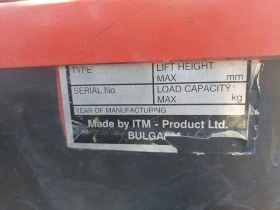 TYPE
LIFT HEIGHT
MAX mm
SERIAL No
LOAD CAPACITY
MAX kg
YEAR OF MANUFACTURING
Made by ITM - Product Ltd.